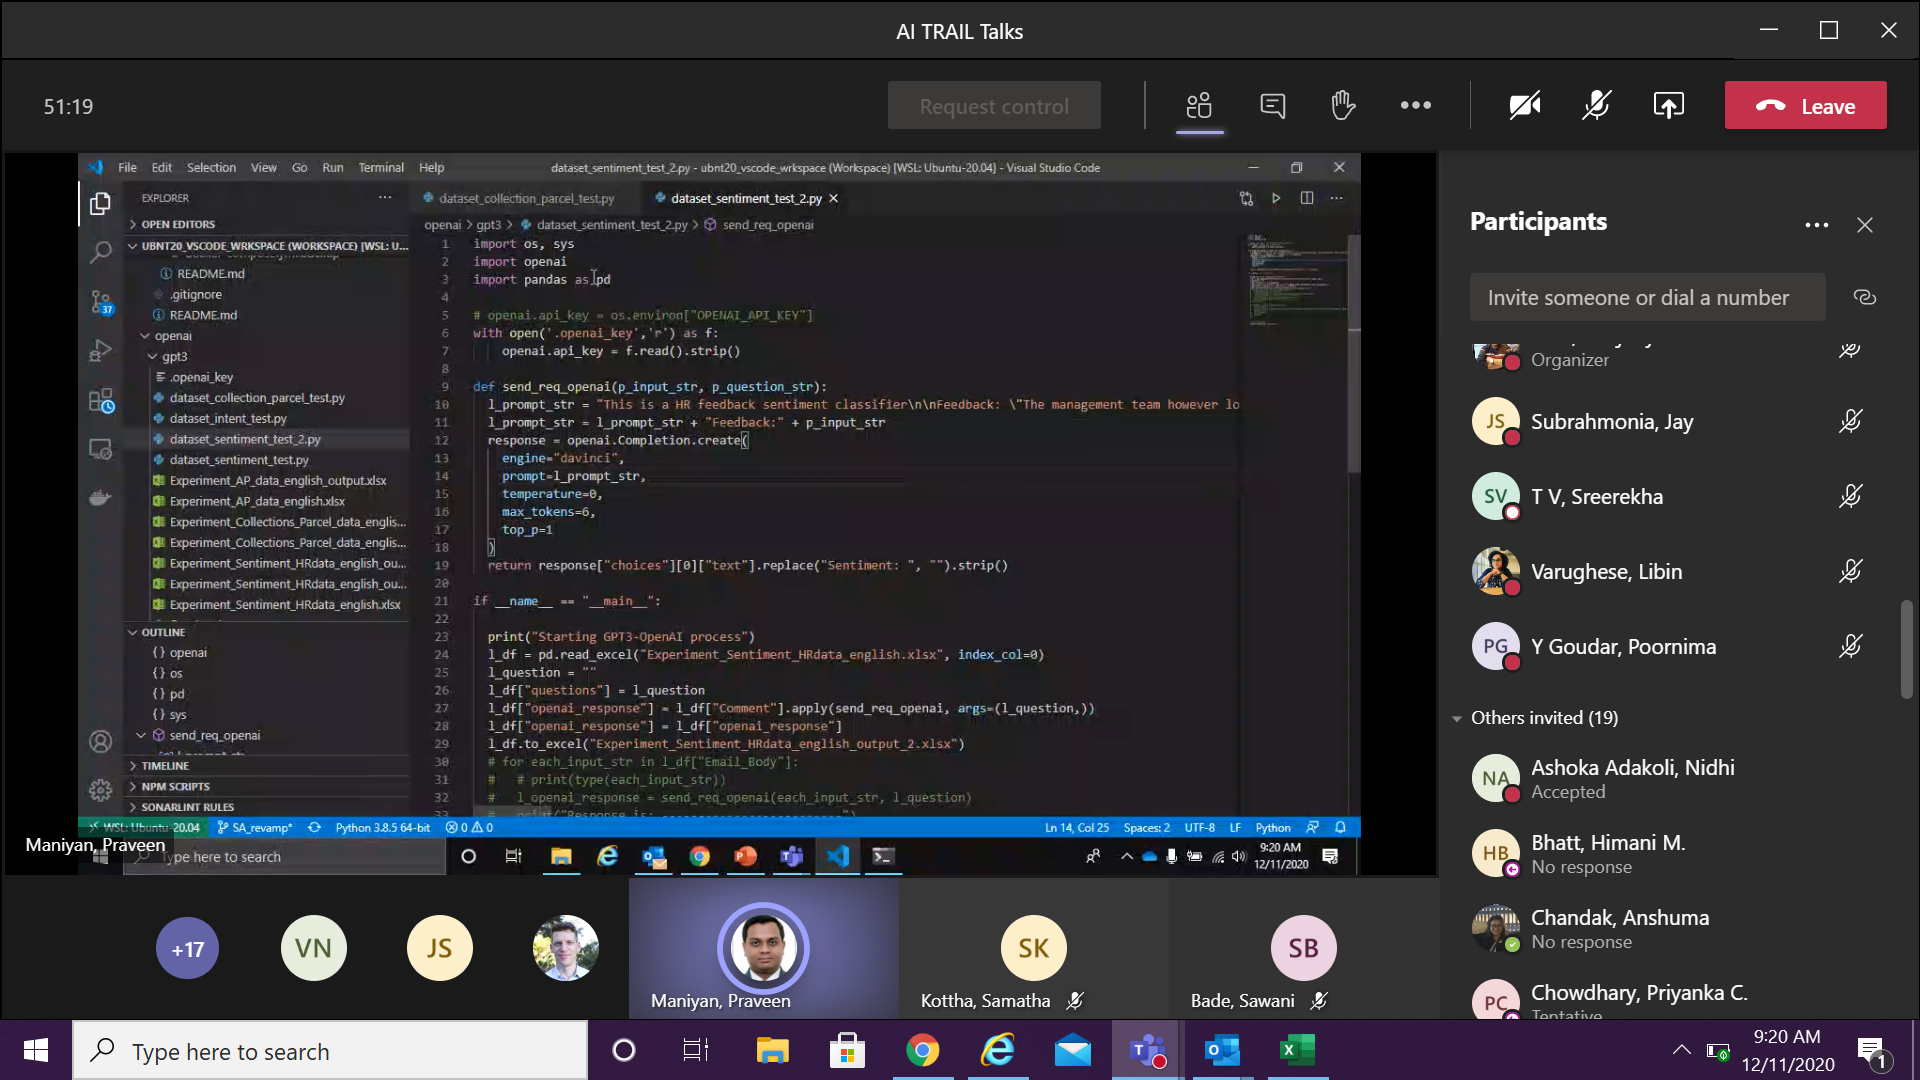 AI TRAIL Talks
51:19
Request control
Leave
File Edit Selection View Go Run Terminal Help
dataset_sentiment_test_2.py - ubnt20_vscode_wrkspace (Workspace) [WSL: Ubuntu-20.04] - Visual Studio Code
EXPLORER
OPEN EDITORS
UBNT20_VSCODE_WRKSPACE (WORKSPACE) [WSL: U...
README.md
.gitignore
README.md
openai
gpt3
.openai_key
dataset_collection_parcel_test.py
dataset_intent_test.py
dataset_sentiment_test_2.py
dataset_sentiment_test.py
Experiment_AP_data_english_output.xlsx
Experiment_AP_data_english.xlsx
Experiment_Collections_Parcel_data_englis...
Experiment_Collections_Parcel_data_englis...
Experiment_Sentiment_HRdata_english_ou...
Experiment_Sentiment_HRdata_english_ou...
Experiment_Sentiment_HRdata_english.xlsx
OUTLINE
{} openai
{} os
{} pd
{} sys
send_req_openai
TIMELINE
NPM SCRIPTS
SONARLINT RULES
37
dataset_collection_parcel_test.py
dataset_sentiment_test_2.py
openai > gpt3 > dataset_sentiment_test_2.py > send_req_openai
1 import os, sys
2 import openai
3 import pandas as pd
4
5 # openai.api_key = os.environ["OPENAI_API_KEY"]
6 with open('.openai_key','r') as f:
7 openai.api_key = f.read().strip()
8
9 def send_req_openai(p_input_str, p_question_str):
10 l_prompt_str = "This is a HR feedback sentiment classifier\n\nFeedback: \"The management team however lo
11 l_prompt_str = l_prompt_str + "Feedback:" + p_input_str
12 response = openai.Completion.create(
13 engine="davinci",
14 prompt=l_prompt_str,
15 temperature=0,
16 max_tokens=6,
17 top_p=1
18 )
19 return response["choices"][0]["text"].replace("Sentiment: ", "").strip()
20
21 if __name__ == "__main__":
22
23 print("Starting GPT3-OpenAI process")
24 l_df = pd.read_excel("Experiment_Sentiment_HRdata_english.xlsx", index_col=0)
25 l_question = ""
26 l_df["questions"] = l_question
27 l_df["openai_response"] = l_df["Comment"].apply(send_req_openai, args=(l_question,))
28 l_df["openai_response"] = l_df["openai_response"]
29 l_df.to_excel("Experiment_Sentiment_HRdata_english_output_2.xlsx")
30 # for each_input_str in l_df["Email_Body"]:
31 # # print(type(each_input_str))
32 # l_openai_response = send_req_openai(each_input_str, l_question)
WSL: Ubuntu-20.04 SA_revamp* Python 3.8.5 64-bit 0 0
Ln 14, Col 25 Spaces: 2 UTF-8 LF Python
Maniyan, Praveen
Type here to search
9:20 AM
12/11/2020
+17
VN
JS
Maniyan, Praveen
SK
Kottha, Samatha
SB
Bade, Sawani
Participants
Invite someone or dial a number
Organizer
JS
Subrahmonia, Jay
SV
T V, Sreerekha
Varughese, Libin
PG
Y Goudar, Poornima
Others invited (19)
NA
Ashoka Adakoli, Nidhi
Accepted
HB
Bhatt, Himani M.
No response
Chandak, Anshuma
No response
PC
Chowdhary, Priyanka C.
Tentative
Type here to search
9:20 AM
12/11/2020
1